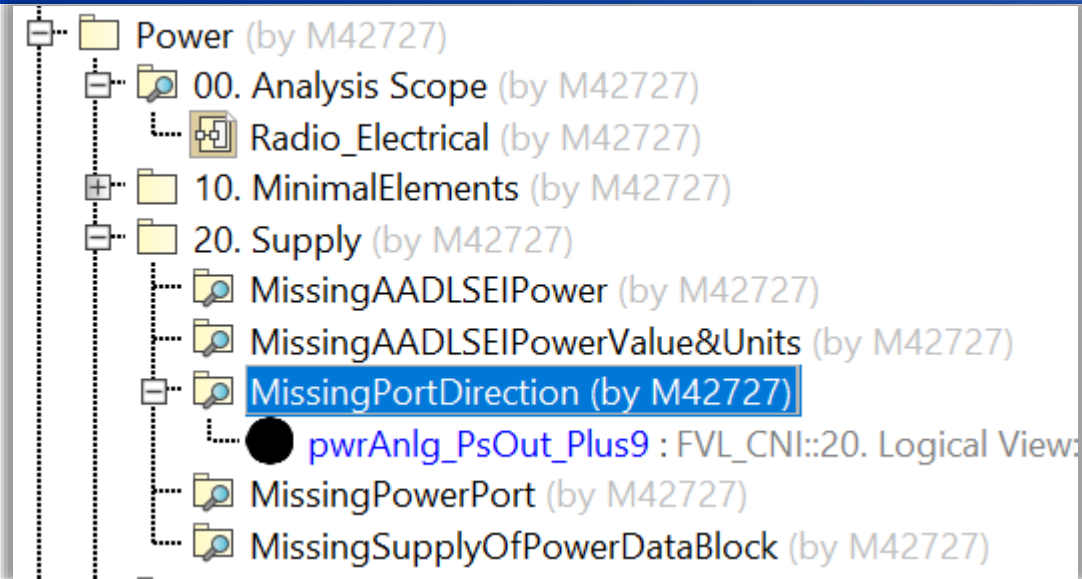 Power (by M42727)
00. Analysis Scope (by M42727)
Radio_Electrical (by M42727)
10. MinimalElements (by M42727)
20. Supply (by M42727)
MissingAADLSEIPower (by M42727)
MissingAADLSEIPowerValue&Units (by M42727)
MissingPortDirection (by M42727)
pwrAnlg_PsOut_Plus9 : FVL_CNI::20. Logical View:
MissingPowerPort (by M42727)
MissingSupplyOfPowerDataBlock (by M42727)